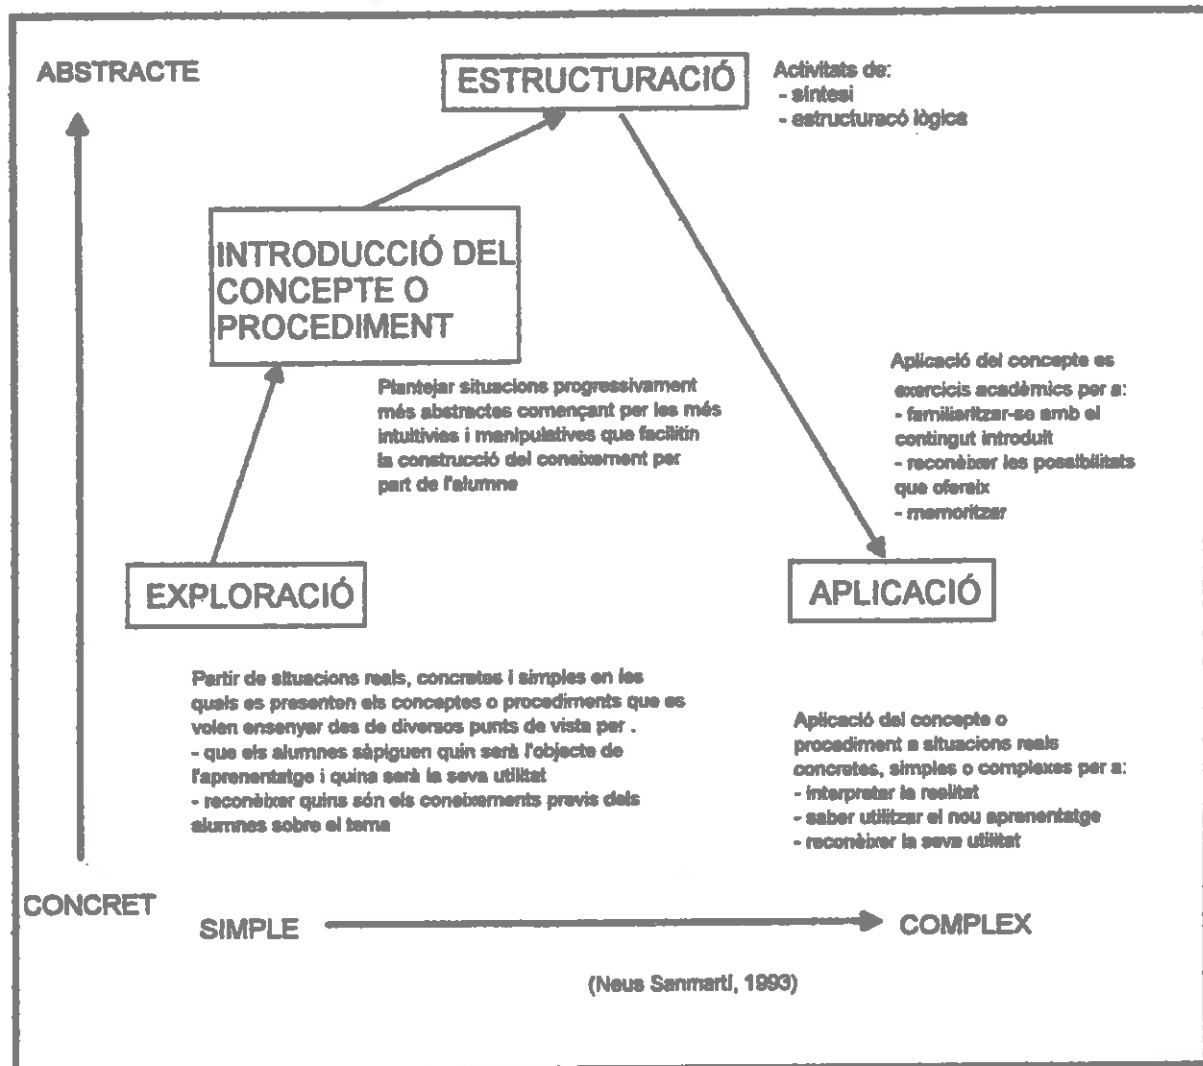 ABSTRACTE
ESTRUCTURACIÓ
Activitats de:
- síntesi
- estructuracó lògica
INTRODUCCIÓ DEL
CONCEPTE O
PROCEDIMENT
Plantejar situacions progressivament
més abstractes començant per les més
intuitivies i manipulatives que facilitin
la construcció del coneixement per
part de l'alumne
Aplicació del concepte es
exercicis acadèmics per a:
- familiaritzar-se amb el
contingut introduït
- reconèixer les possibilitats
que ofereix
- memoritzar
EXPLORACIÓ
APLICACIÓ
Partir de situacions reals, concretes i simples en les
quals es presenten els conceptes o procediments que es
volen ensenyar des de diversos punts de vista per .
- que els alumnes sàpiguen quin serà l'objecte de
l'aprenentatge i quina serà la seva utilitat
- reconèixer quins són els coneixements previs dels
alumnes sobre el tema
Aplicació del concepte o
procediment a situacions reals
concretes, simples o complexes per a:
- interpretar la realitat
- saber utilitzar el nou aprenentatge
- reconèixer la seva utilitat
CONCRET
SIMPLE
COMPLEX
(Neus Sanmartí, 1993)